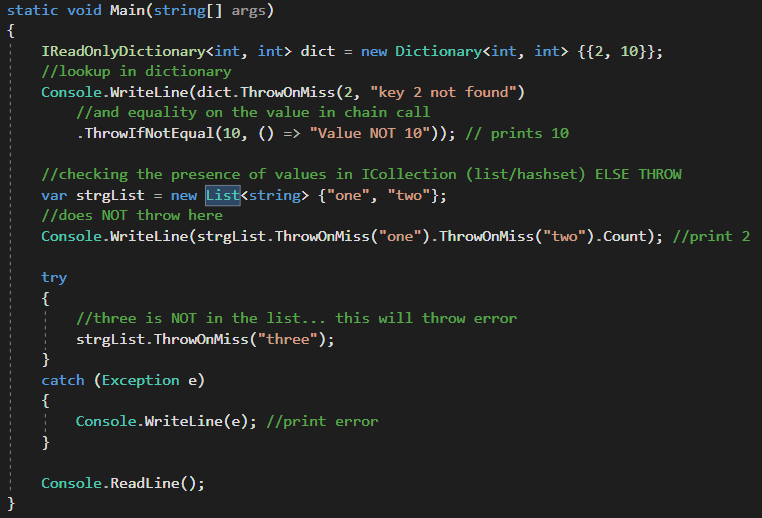 static void Main(string[] args)
{
IReadOnlyDictionary<int, int> dict = new Dictionary<int, int> {{2, 10}};
//lookup in dictionary
Console.WriteLine(dict.ThrowOnMiss(2, "key 2 not found")
//and equality on the value in chain call
.ThrowIfNotEqual(10, () => "Value NOT 10")); // prints 10
//checking the presence of values in ICollection (list/hashset) ELSE THROW
var strgList = new List<string> {"one", "two"};
//does NOT throw here
Console.WriteLine(strgList.ThrowOnMiss("one").ThrowOnMiss("two").Count); //print 2
try
{
//three is NOT in the list... this will throw error
strgList.ThrowOnMiss("three");
}
catch (Exception e)
{
Console.WriteLine(e); //print error
}
Console.ReadLine();
}